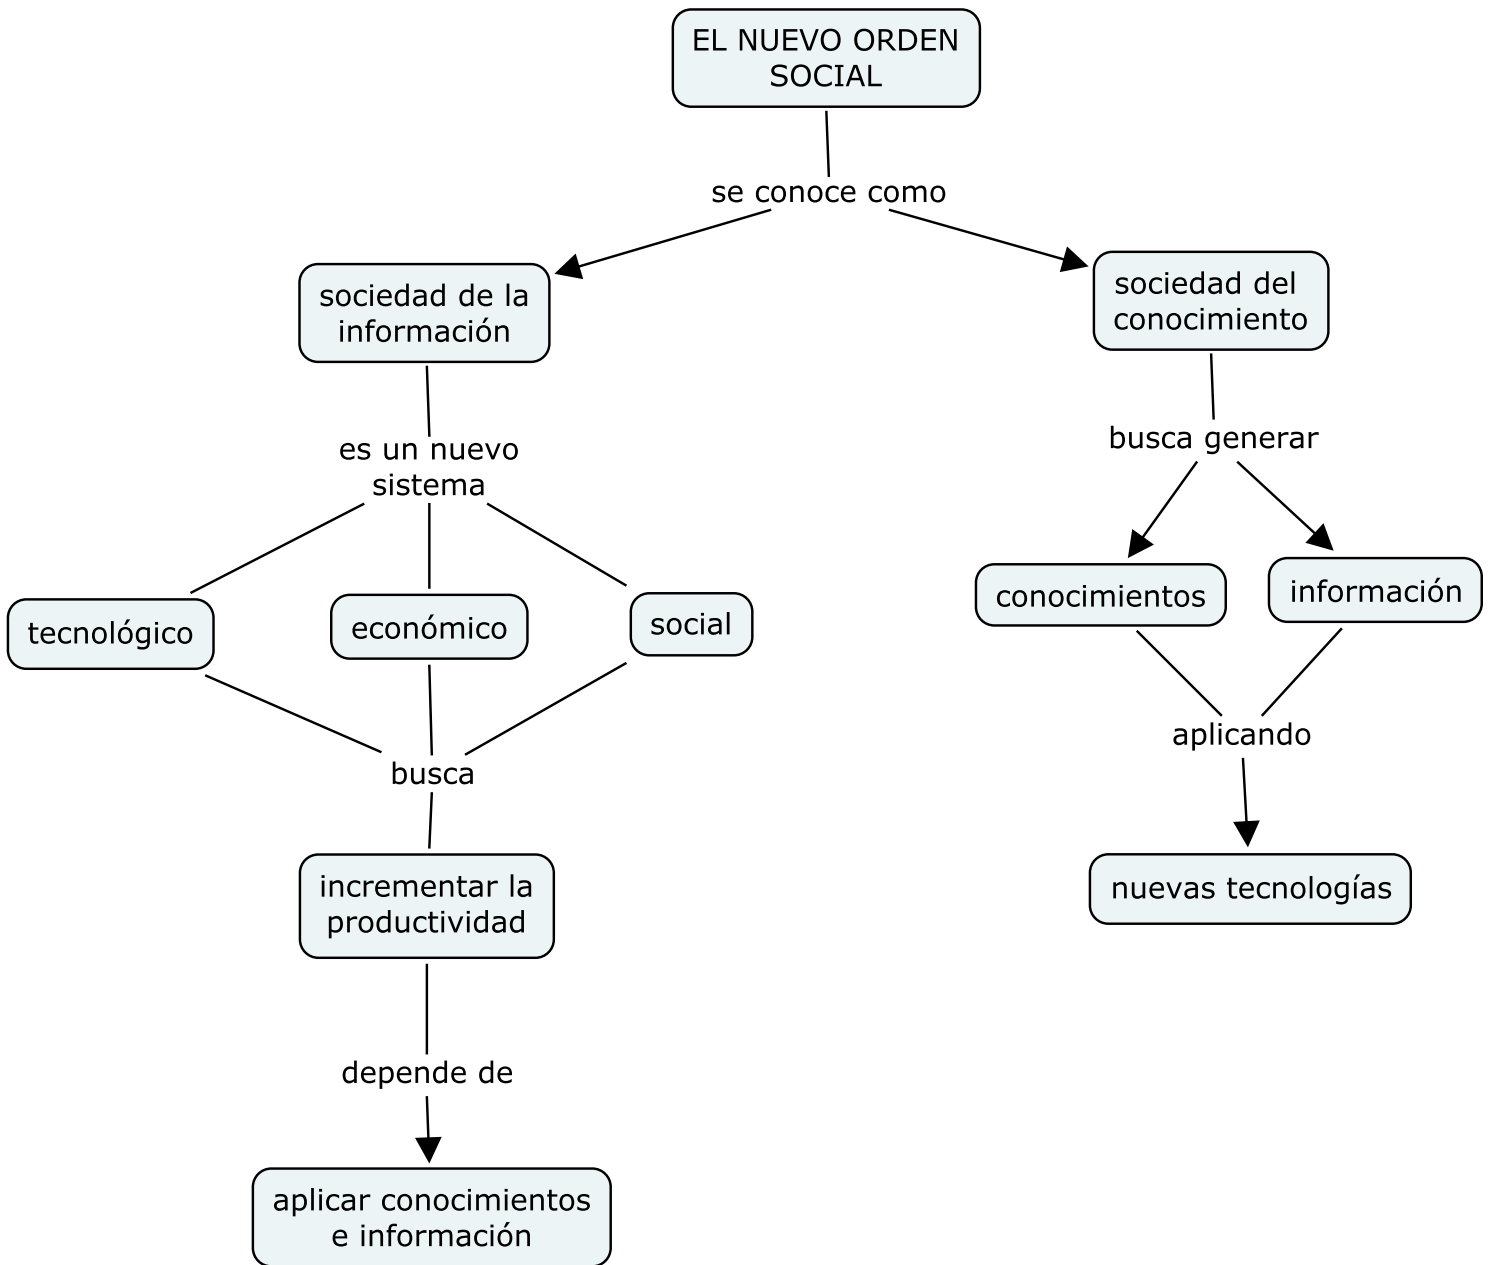 EL NUEVO ORDEN
SOCIAL
se conoce como
sociedad de la
información
sociedad del
conocimiento
es un nuevo
sistema
busca generar
tecnológico
económico
social
conocimientos
información
busca
aplicando
incrementar la
productividad
nuevas tecnologías
depende de
aplicar conocimientos
e información